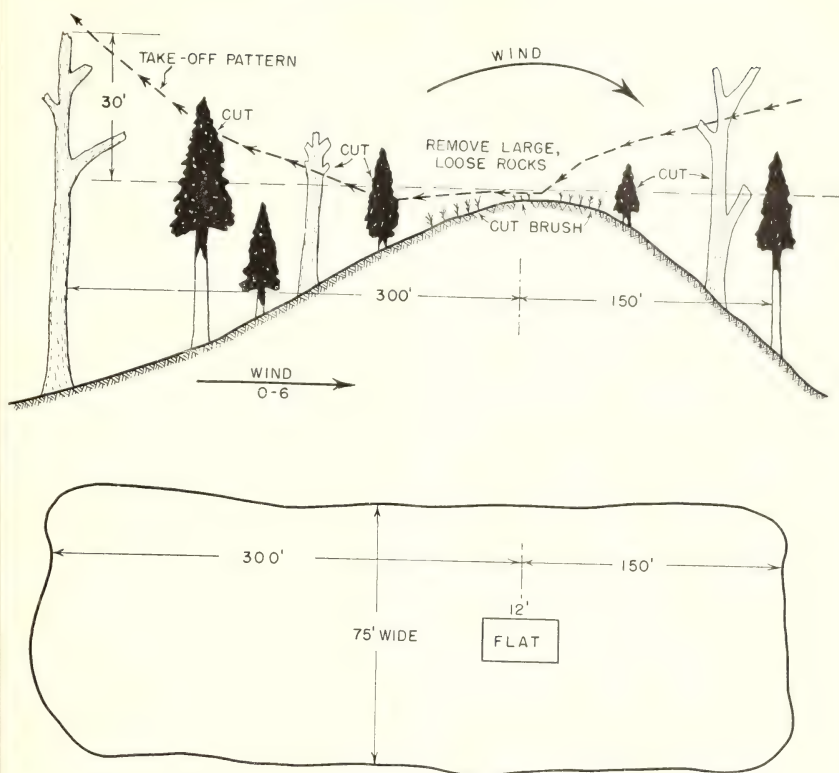 WIND
TAKE-OFF PATTERN
30'
CUT
CUT
REMOVE LARGE,
LOOSE ROCKS
CUT
CUT BRUSH
300'
150'
WIND
0-6
300'
150'
12'
75' WIDE
FLAT